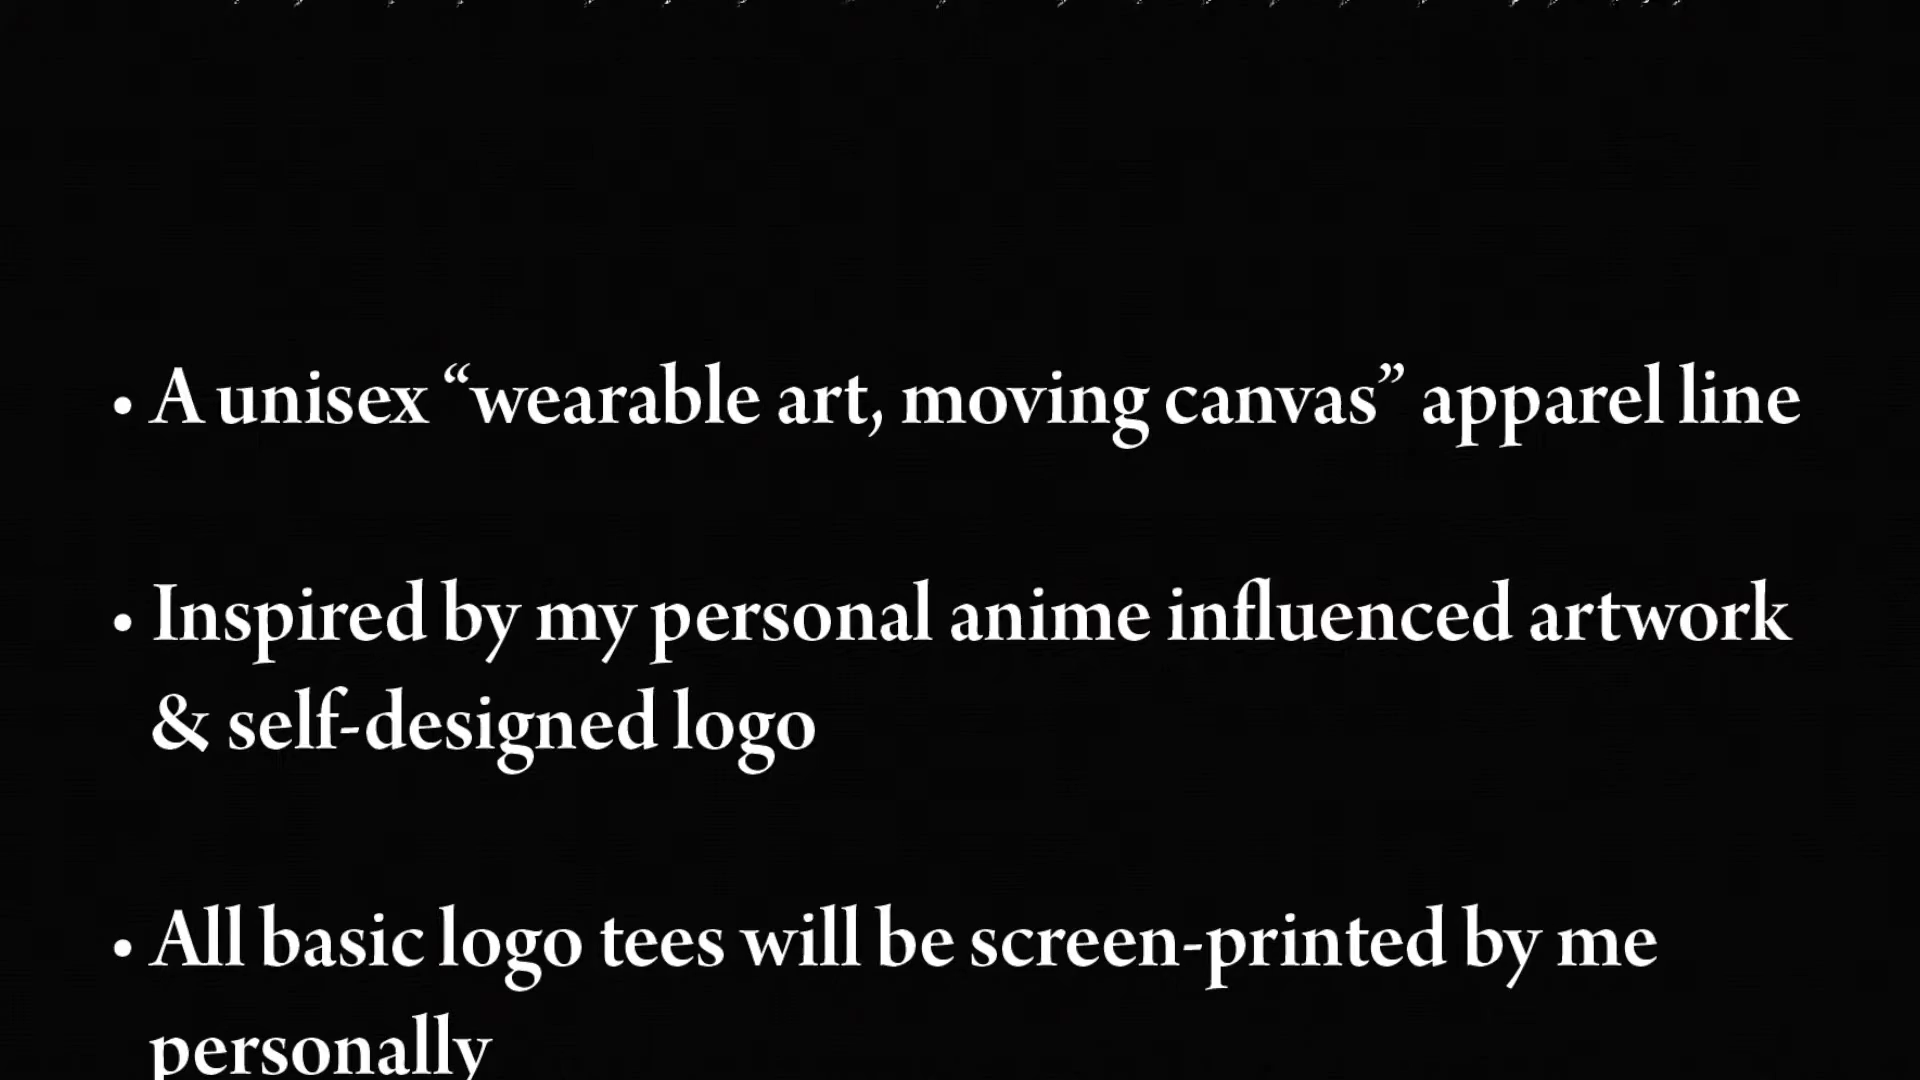 • A unisex “wearable art, moving canvas” apparel line
• Inspired by my personal anime influenced artwork
& self-designed logo
• All basic logo tees will be screen-printed by me
personally